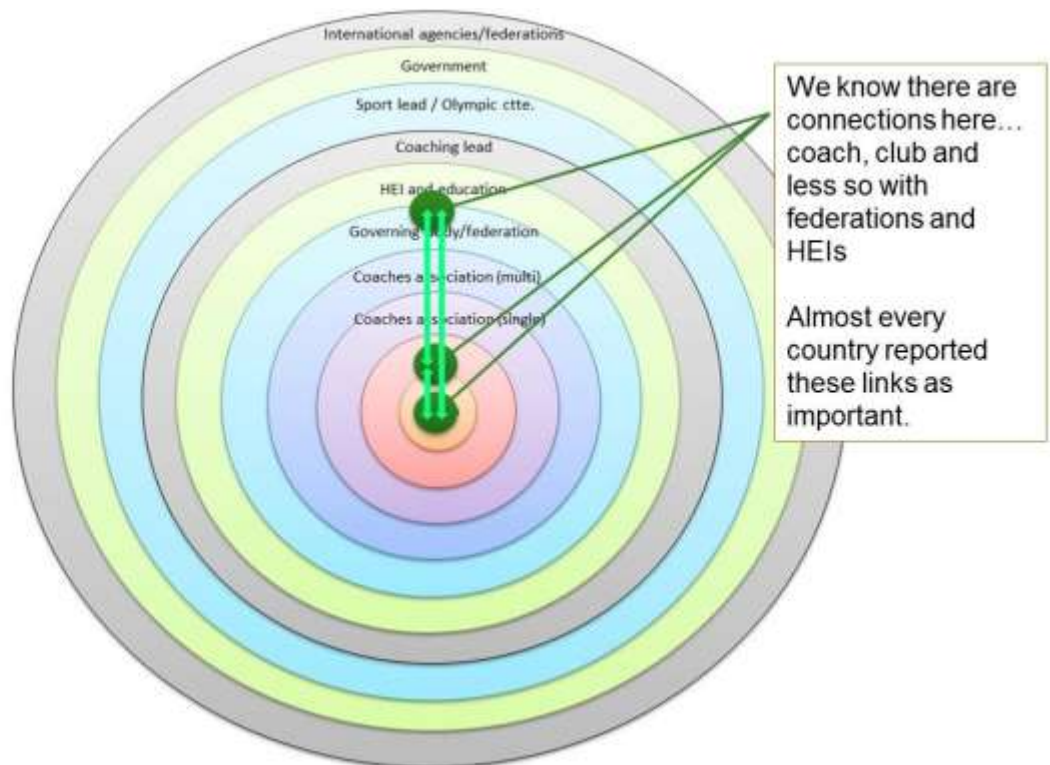 International agencies/federations
Government
Sport lead / Olympic ctte.
Coaching lead
HEI and education
Governing body/federation
Coaches association (multi)
Coaches association (single)
We know there are
connections here...
coach, club and
less so with
federations and
HEIs
Almost every
country reported
these links as
important.